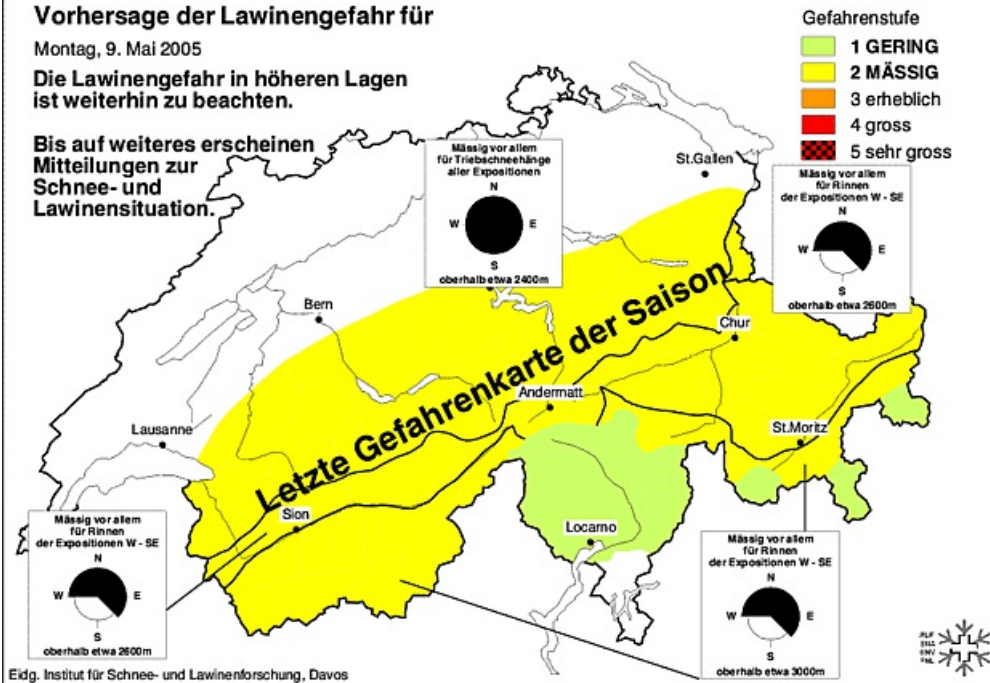 Vorhersage der Lawinengefahr für
Montag, 9. Mai 2005
Die Lawinengefahr in höheren Lagen
ist weiterhin zu beachten.
Bis auf weiteres erscheinen
Mitteilungen zur
Schnee- und
Lawinensituation.
Gefahrenstufe
1 GERING
2 MÄSSIG
3 erheblich
4 gross
5 sehr gross
Mässig vor allem
für Triebschneehänge
aller Expositionen
N
W E
S
oberhalb etwa 2400m
St.Gallen
Mässig vor allem
für Rinnen
der Expositionen W - SE
N
W E
S
oberhalb etwa 2600m
Bern
Chur
Letzte Gefahrenkarte der Saison
Andermatt
Lausanne
St.Moritz
Sion
Locarno
Mässig vor allem
für Rinnen
der Expositionen W - SE
N
W E
S
oberhalb etwa 2600m
Mässig vor allem
für Rinnen
der Expositionen W - SE
N
W E
S
oberhalb etwa 3000m
SLF
Eidg. Institut für Schnee- und Lawinenforschung, Davos